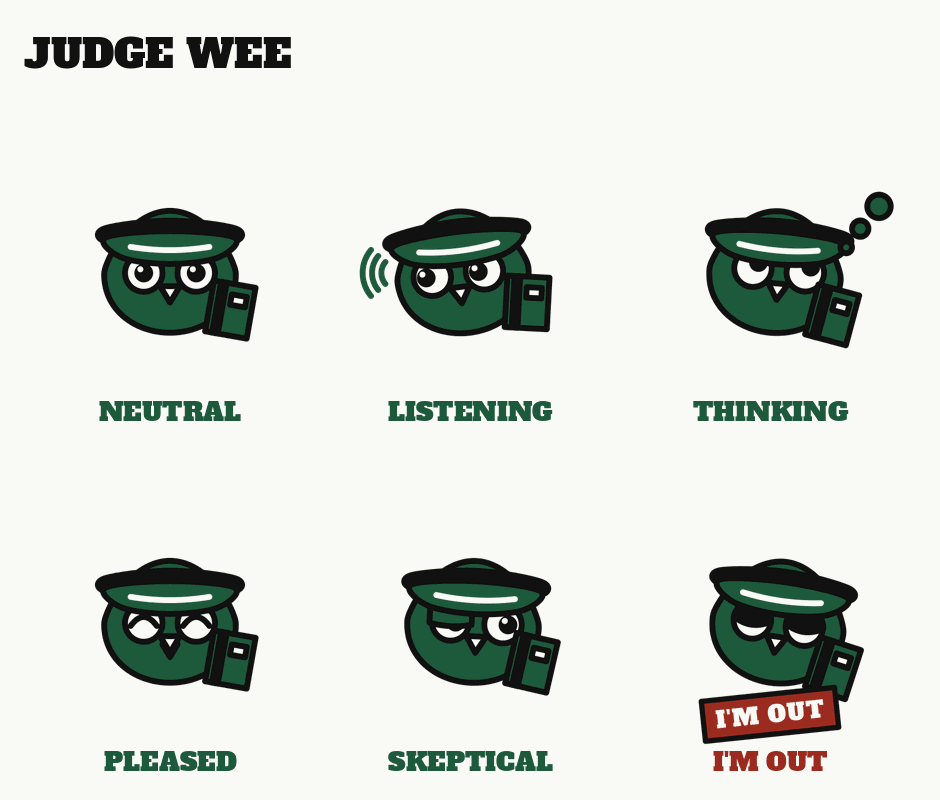 JUDGE WEE
NEUTRAL
LISTENING
THINKING
PLEASED
SKEPTICAL
I'M OUT
I'M OUT